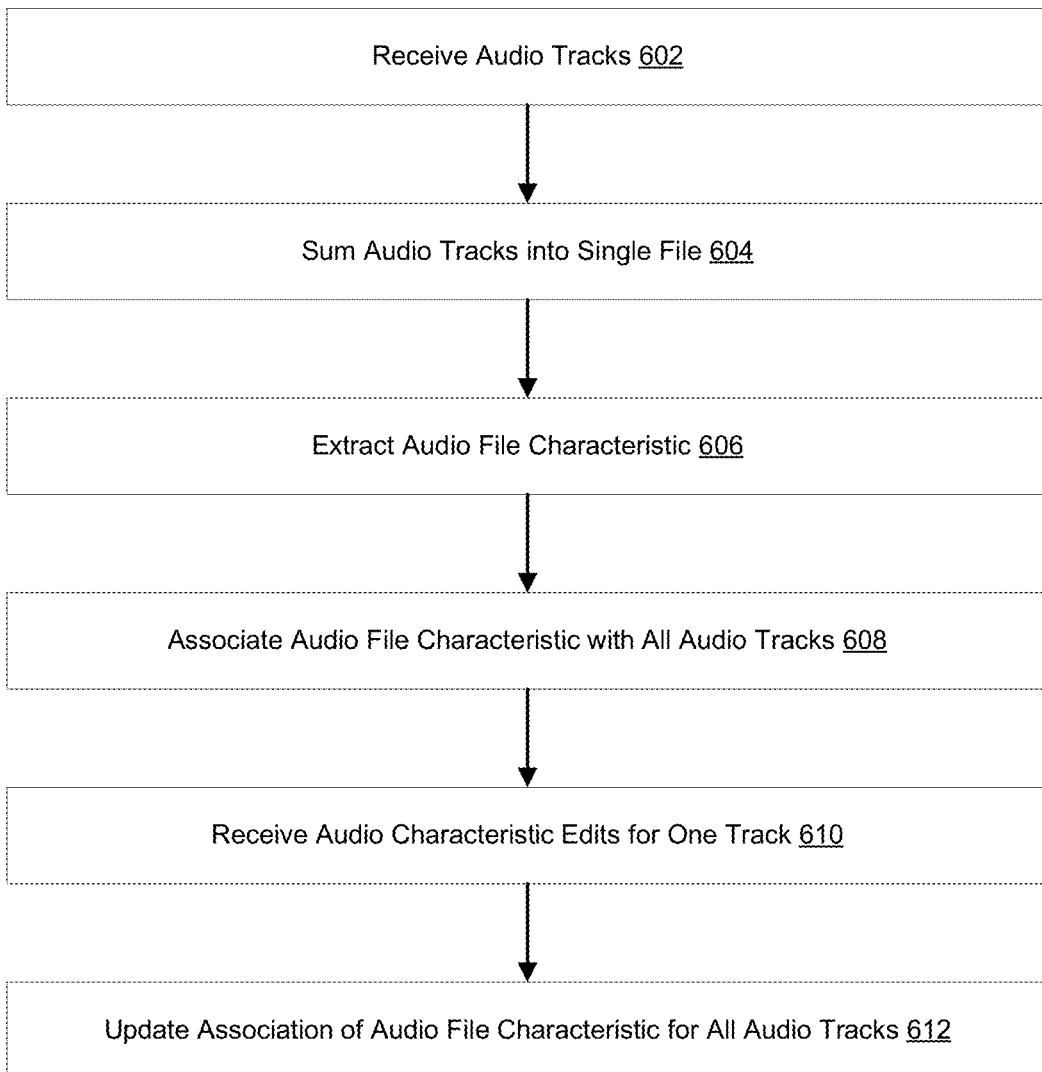 Receive Audio Tracks 602
Sum Audio Tracks into Single File 604
Extract Audio File Characteristic 606
Associate Audio File Characteristic with All Audio Tracks 608
Receive Audio Characteristic Edits for One Track 610
Update Association of Audio File Characteristic for All Audio Tracks 612